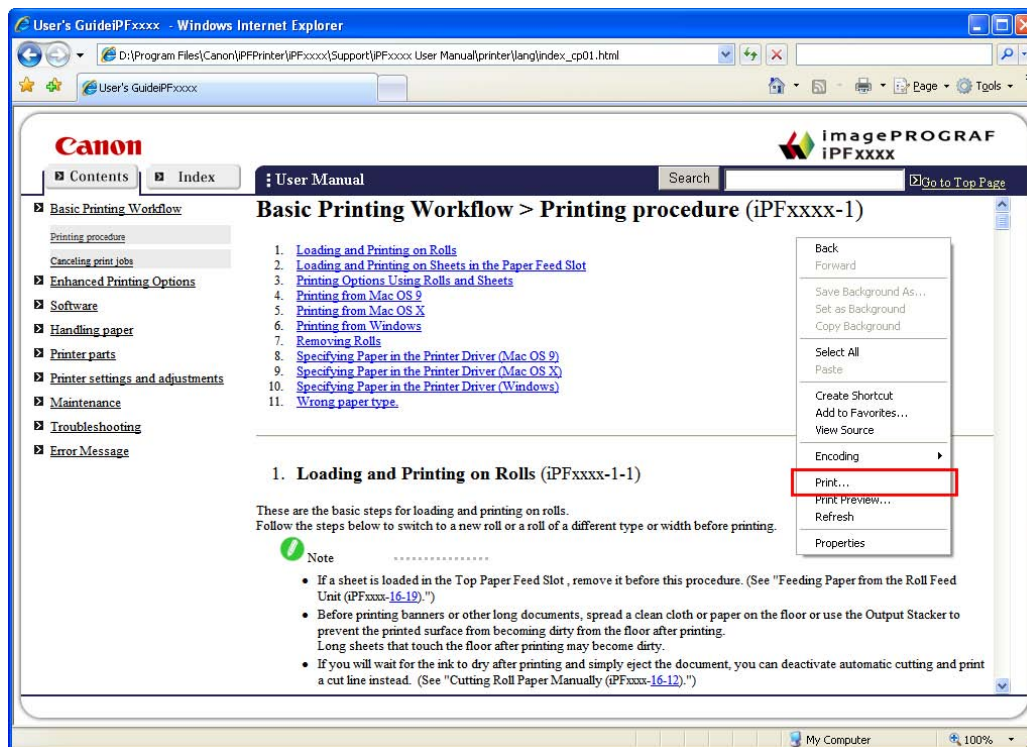 User's GuideiPFxxxx - Windows Internet Explorer
D:\Program Files\Canon\iPFPrinter\iPFxxxx\Support\iPFxxxx User Manual\printer\lang\index_cp01.html
User's GuideiPFxxxx
Page
Tools
Canon
imagePROGRAF
iPFxxxx
Contents
Index
User Manual
Search
Go to Top Page
Basic Printing Workflow
Printing procedure
Canceling print jobs
Enhanced Printing Options
Software
Handling paper
Printer parts
Printer settings and adjustments
Maintenance
Troubleshooting
Error Message
Basic Printing Workflow > Printing procedure (iPFxxxx-1)
1. Loading and Printing on Rolls
2. Loading and Printing on Sheets in the Paper Feed Slot
3. Printing Options Using Rolls and Sheets
4. Printing from Mac OS 9
5. Printing from Mac OS X
6. Printing from Windows
7. Removing Rolls
8. Specifying Paper in the Printer Driver (Mac OS 9)
9. Specifying Paper in the Printer Driver (Mac OS X)
10. Specifying Paper in the Printer Driver (Windows)
11. Wrong paper type.
Back
Forward
Save Background As...
Set as Background
Copy Background
Select All
Paste
Create Shortcut
Add to Favorites...
View Source
Encoding
Print...
Print Preview...
Refresh
Properties
1. Loading and Printing on Rolls (iPFxxxx-1-1)
These are the basic steps for loading and printing on rolls.
Follow the steps below to switch to a new roll or a roll of a different type or width before printing.
Note
• If a sheet is loaded in the Top Paper Feed Slot , remove it before this procedure. (See "Feeding Paper from the Roll Feed
Unit (iPFxxxx-16-19).")
• Before printing banners or other long documents, spread a clean cloth or paper on the floor or use the Output Stacker to
prevent the printed surface from becoming dirty from the floor after printing.
Long sheets that touch the floor after printing may become dirty.
• If you will wait for the ink to dry after printing and simply eject the document, you can deactivate automatic cutting and print
a cut line instead. (See "Cutting Roll Paper Manually (iPFxxxx-16-12).")
My Computer
100%